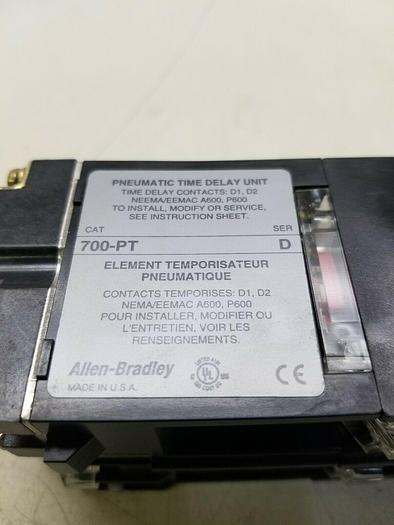 PNEUMATIC TIME DELAY UNIT
TIME DELAY CONTACTS: D1, D2
NEEMA/EEMAC A600, P600
TO INSTALL, MODIFY OR SERVICE,
SEE INSTRUCTION SHEET.
CAT SER
700-PT D
ELEMENT TEMPORISATEUR
PNEUMATIQUE
CONTACTS TEMPORISES: D1, D2
NEMA/EEMAC A600, P600
POUR INSTALLER, MODIFIER OU
L'ENTRETIEN, VOIR LES
RENSEIGNEMENTS.
Allen-Bradley
MADE IN U.S.A.
UL
CE